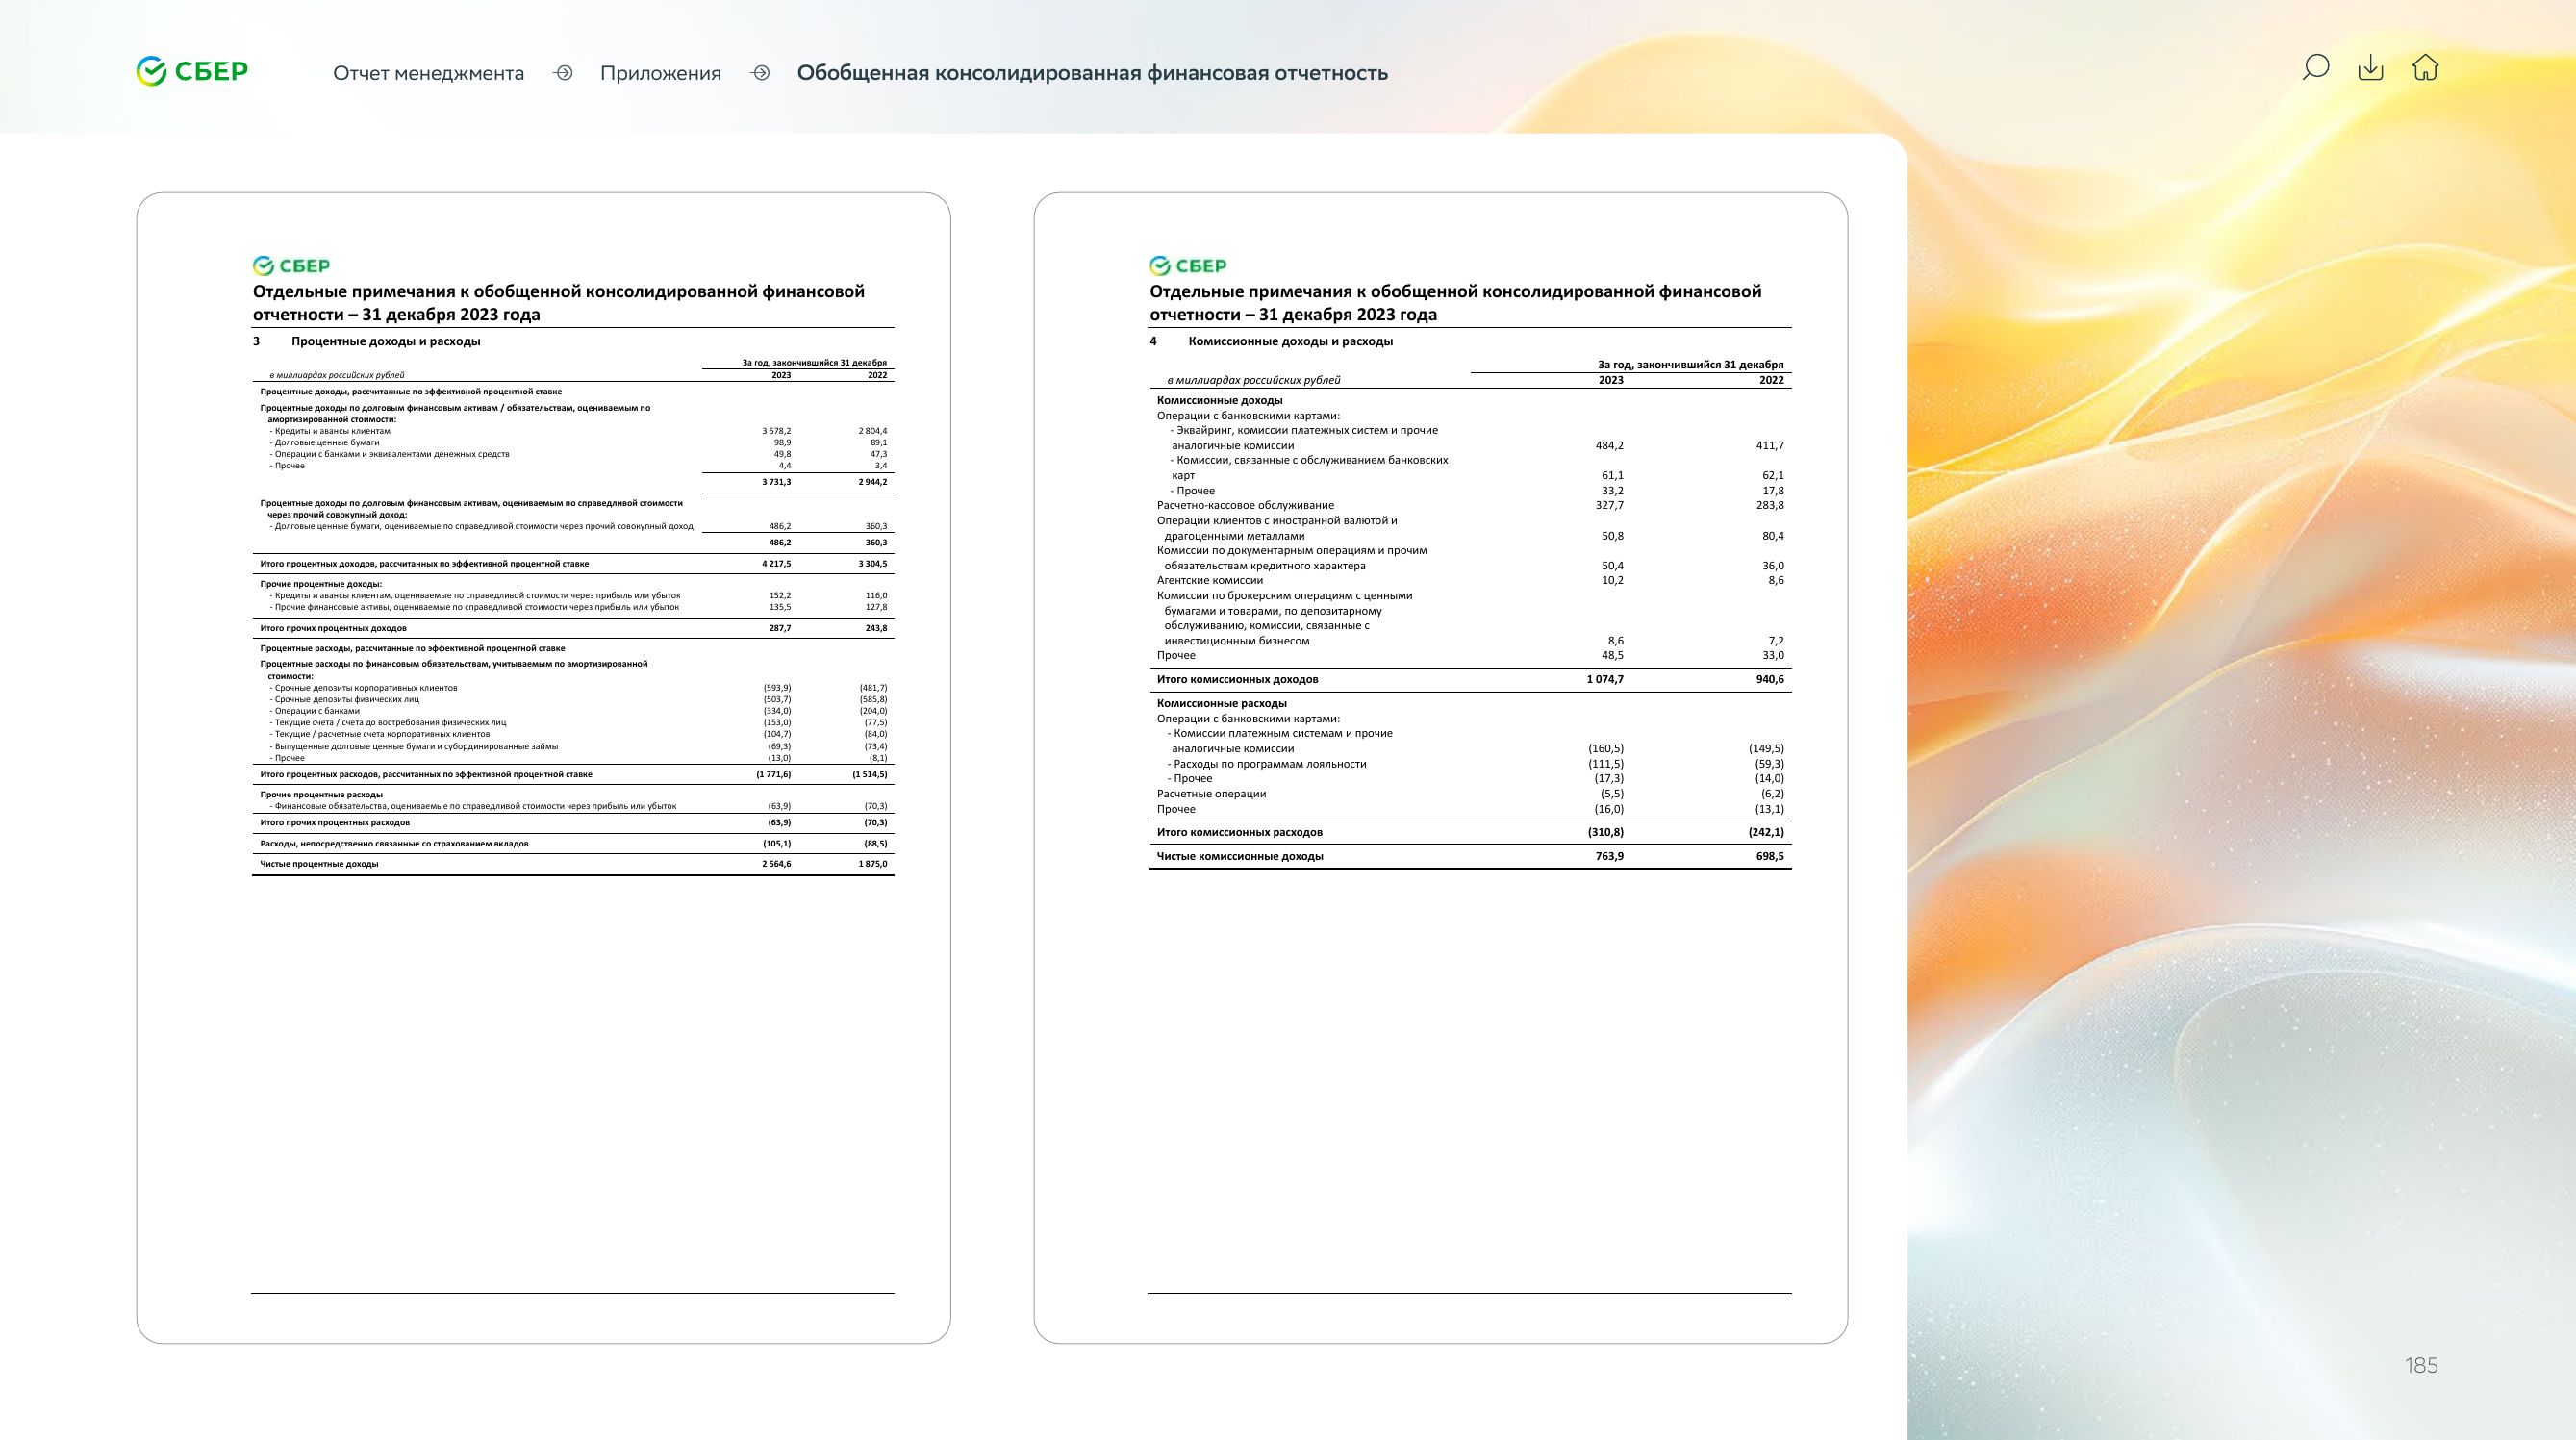 СБЕР Отчет менеджмента Приложения Обобщенная консолидированная финансовая отчетность
СБЕР
Отдельные примечания к обобщенной консолидированной финансовой
отчетности – 31 декабря 2023 года
3 Процентные доходы и расходы
За год, закончившийся 31 декабря
в миллиардах российских рублей 2023 2022
Процентные доходы, рассчитанные по эффективной процентной ставке
Процентные доходы по долговым финансовым активам / обязательствам, оцениваемым по
амортизированной стоимости:
- Кредиты и авансы клиентам 3 578,2 2 804,4
- Долговые ценные бумаги 98,9 89,1
- Операции с банками и эквивалентами денежных средств 49,8 47,3
- Прочее 4,4 3,4
3 731,3 2 944,2
Процентные доходы по долговым финансовым активам, оцениваемым по справедливой стоимости
через прочий совокупный доход:
- Долговые ценные бумаги, оцениваемые по справедливой стоимости через прочий совокупный доход 486,2 360,3
486,2 360,3
Итого процентных доходов, рассчитанных по эффективной процентной ставке 4 217,5 3 304,5
Прочие процентные доходы:
- Кредиты и авансы клиентам, оцениваемые по справедливой стоимости через прибыль или убыток 152,2 116,0
- Прочие финансовые активы, оцениваемые по справедливой стоимости через прибыль или убыток 135,5 127,8
Итого прочих процентных доходов 287,7 243,8
Процентные расходы, рассчитанные по эффективной процентной ставке
Процентные расходы по финансовым обязательствам, учитываемым по амортизированной
стоимости:
- Срочные депозиты корпоративных клиентов (593,9) (481,7)
- Срочные депозиты физических лиц (503,7) (585,8)
- Операции с банками (334,0) (204,0)
- Текущие счета / счета до востребования физических лиц (153,0) (77,5)
- Текущие / расчетные счета корпоративных клиентов (104,7) (84,0)
- Выпущенные долговые ценные бумаги и субординированные займы (69,3) (73,4)
- Прочее (13,0) (8,1)
Итого процентных расходов, рассчитанных по эффективной процентной ставке (1 771,6) (1 514,5)
Прочие процентные расходы
- Финансовые обязательства, оцениваемые по справедливой стоимости через прибыль или убыток (63,9) (70,3)
Итого прочих процентных расходов (63,9) (70,3)
Расходы, непосредственно связанные со страхованием вкладов (105,1) (88,5)
Чистые процентные доходы 2 564,6 1 875,0
СБЕР
Отдельные примечания к обобщенной консолидированной финансовой
отчетности – 31 декабря 2023 года
4 Комиссионные доходы и расходы
За год, закончившийся 31 декабря
в миллиардах российских рублей 2023 2022
Комиссионные доходы
Операции с банковскими картами:
- Эквайринг, комиссии платежных систем и прочие
аналогичные комиссии 484,2 411,7
- Комиссии, связанные с обслуживанием банковских
карт 61,1 62,1
- Прочее 33,2 17,8
Расчетно-кассовое обслуживание 327,7 283,8
Операции клиентов с иностранной валютой и
драгоценными металлами 50,8 80,4
Комиссии по документарным операциям и прочим
обязательствам кредитного характера 50,4 36,0
Агентские комиссии 10,2 8,6
Комиссии по брокерским операциям с ценными
бумагами и товарами, по депозитарному
обслуживанию, комиссии, связанные с
инвестиционным бизнесом 8,6 7,2
Прочее 48,5 33,0
Итого комиссионных доходов 1 074,7 940,6
Комиссионные расходы
Операции с банковскими картами:
- Комиссии платежным системам и прочие
аналогичные комиссии (160,5) (149,5)
- Расходы по программам лояльности (111,5) (59,3)
- Прочее (17,3) (14,0)
Расчетные операции (5,5) (6,2)
Прочее (16,0) (13,1)
Итого комиссионных расходов (310,8) (242,1)
Чистые комиссионные доходы 763,9 698,5
185